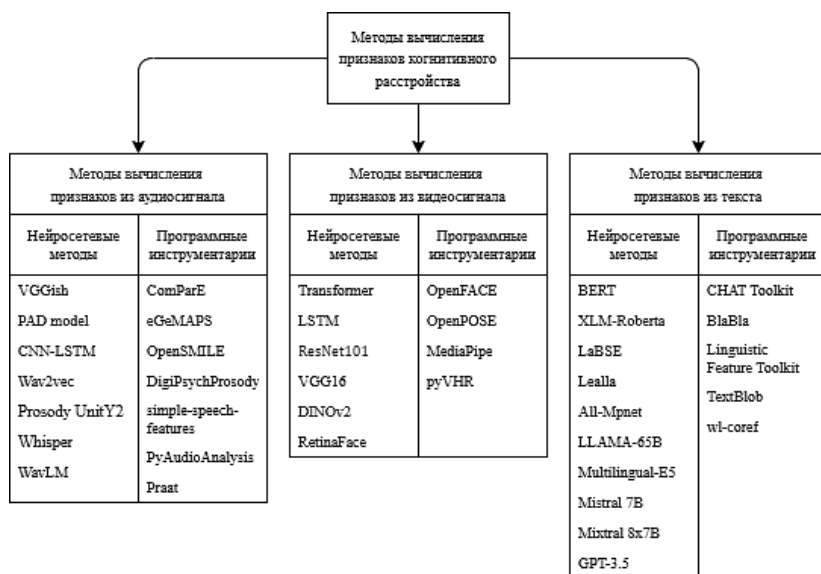 Методы вычисления
признаков когнитивного
расстройства
Методы вычисления
признаков из аудиосигнала
Нейросетевые
методы
Программные
инструментарии
VGGish
PAD model
CNN-LSTM
Wav2vec
Prosody UnitY2
Whisper
WavLM
ComParE
eGeMAPS
OpenSMILE
DigiPsychProsody
simple-speech-
features
PyAudioAnalysis
Praat
Методы вычисления
признаков из видеосигнала
Нейросетевые
методы
Программные
инструментарии
Transformer
LSTM
ResNet101
VGG16
DINOv2
RetinaFace
OpenFACE
OpenPOSE
MediaPipe
pyVHR
Методы вычисления
признаков из текста
Нейросетевые
методы
Программные
инструментарии
BERT
XLM-Roberta
LaBSE
Lealla
All-Mpnet
LLAMA-65B
Multilingual-E5
Mistral 7B
Mixtral 8x7B
GPT-3.5
CHAT Toolkit
BlaBla
Linguistic
Feature Toolkit
TextBlob
wl-coref